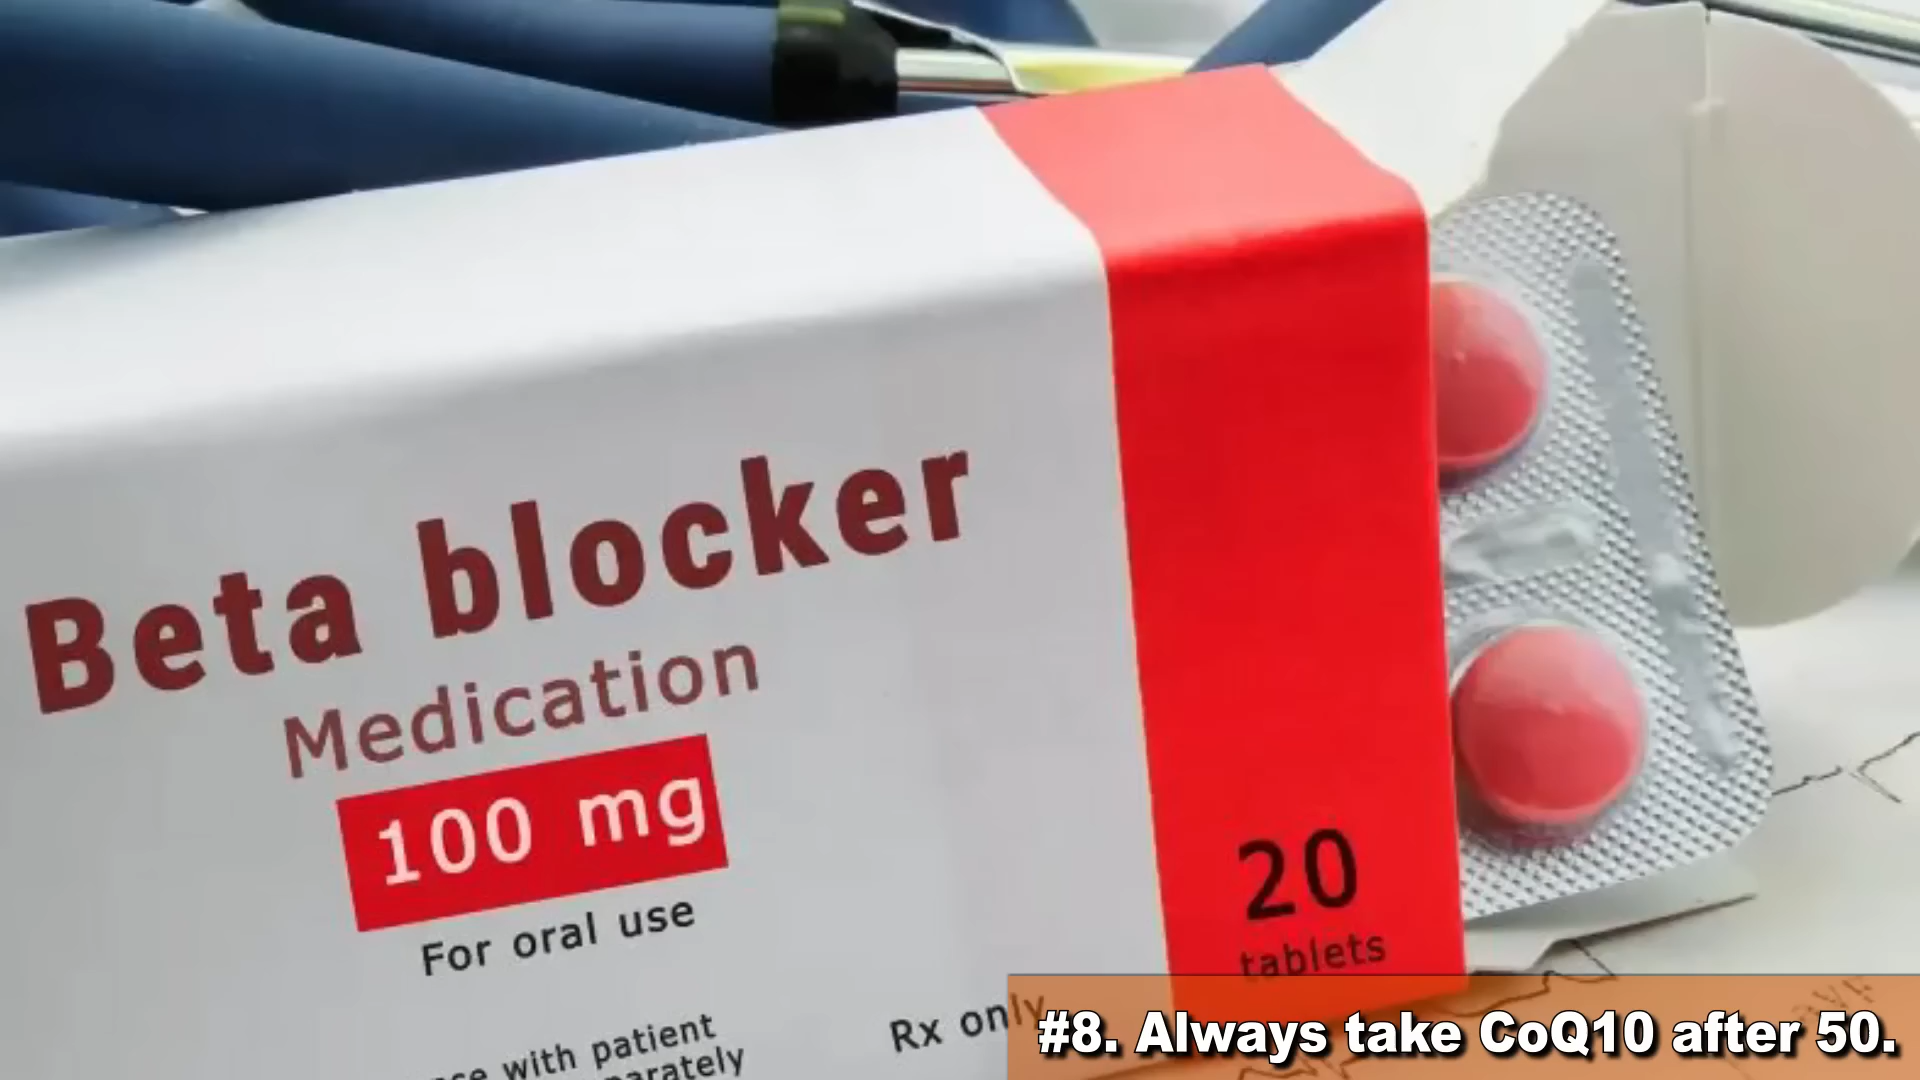 Beta blocker
Medication
100 mg
For oral use
20
tablets
with patient
Rx only
#8. Always take CoQ10 after 50.